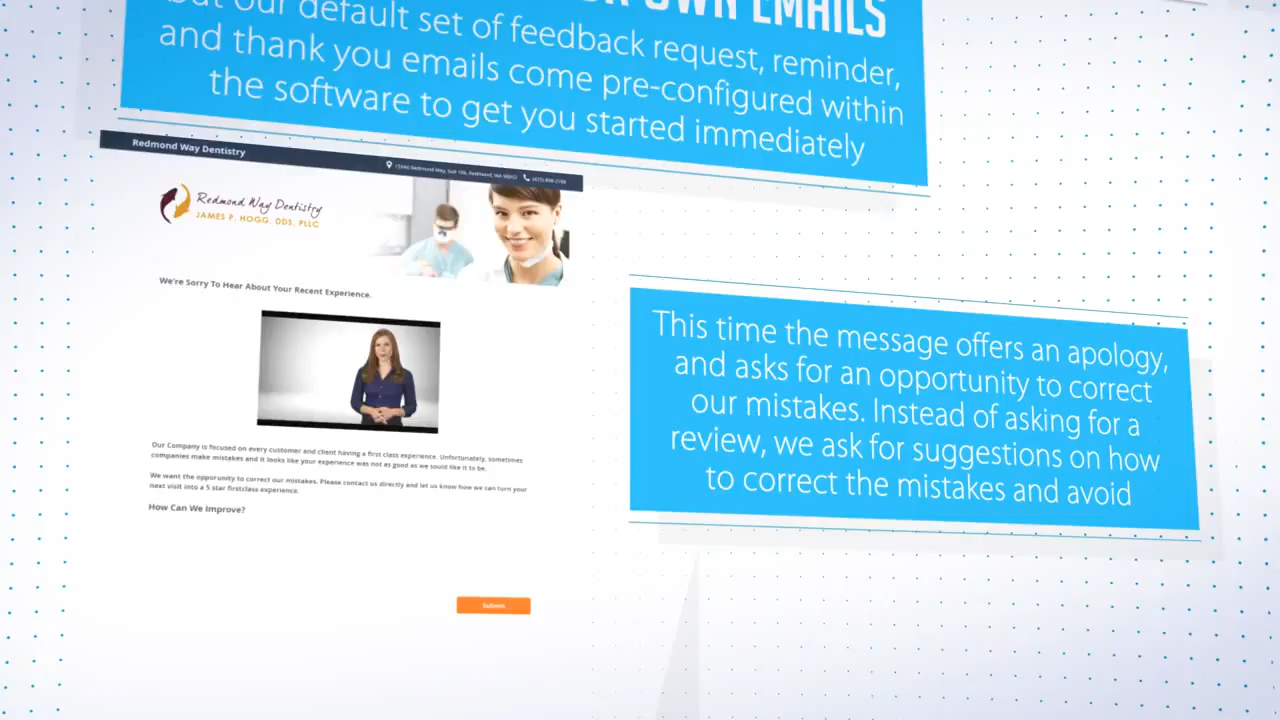 OWN EMAILS
but our default set of feedback request, reminder,
and thank you emails come pre-configured within
the software to get you started immediately
Redmond Way Dentistry
Redmond Way, Redmond, WA
Redmond Way Dentistry
JAMES P. HOGG, DDS, PLLC
We're Sorry To Hear About Your Recent Experience.
This time the message offers an apology,
and asks for an opportunity to correct
our mistakes. Instead of asking for a
review, we ask for suggestions on how
to correct the mistakes and avoid
Our Company is focused on every customer and client having a first class experience. Unfortunately, sometimes
companies make mistakes and it looks like your experience was not as good as we would like it to be.
We want the opporunity to correct our mistakes. Please contact us directly and let us know how we can turn your
next visit into a 5 star firstclass experience.
How Can We Improve?
Submit